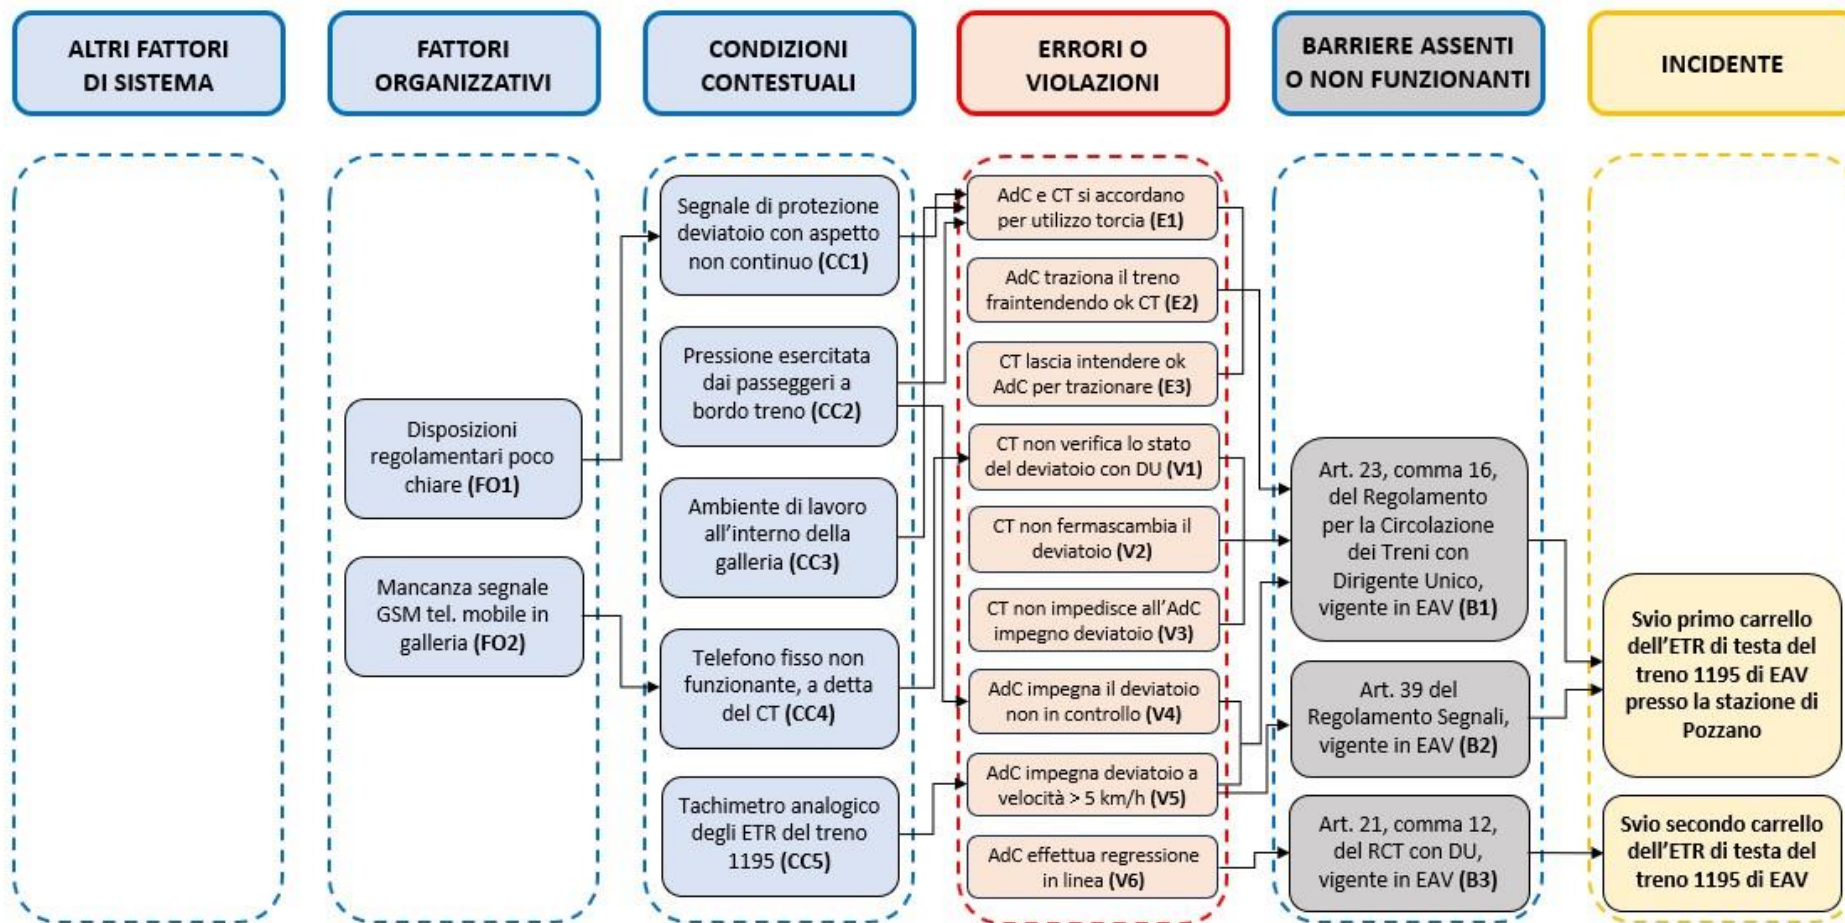 ALTRI FATTORI
DI SISTEMA
FATTORI
ORGANIZZATIVI
CONDIZIONI
CONTESTUALI
ERRORI O
VIOLAZIONI
BARRIERE ASSENTI
O NON FUNZIONANTI
INCIDENTE
Disposizioni
regolamentari poco
chiare (FO1)
Mancanza segnale
GSM tel. mobile in
galleria (FO2)
Segnale di protezione
deviatoio con aspetto
non continuo (CC1)
Pressione esercitata
dai passeggeri a
bordo treno (CC2)
Ambiente di lavoro
all'interno della
galleria (CC3)
Telefono fisso non
funzionante, a detta
del CT (CC4)
Tachimetro analogico
degli ETR del treno
1195 (CC5)
AdC e CT si accordano
per utilizzo torcia (E1)
AdC traziona il treno
fraintendendo ok CT (E2)
CT lascia intendere ok
AdC per trazionare (E3)
CT non verifica lo stato
del deviatoio con DU (V1)
CT non fermascambia il
deviatoio (V2)
CT non impedisce all'AdC
impegno deviatoio (V3)
AdC impegna il deviatoio
non in controllo (V4)
AdC impegna deviatoio a
velocità > 5 km/h (V5)
AdC effettua regressione
in linea (V6)
Art. 23, comma 16,
del Regolamento
per la Circolazione
dei Treni con
Dirigente Unico,
vigente in EAV (B1)
Art. 39 del
Regolamento Segnali,
vigente in EAV (B2)
Art. 21, comma 12,
del RCT con DU,
vigente in EAV (B3)
Svio primo carrello
dell'ETR di testa del
treno 1195 di EAV
presso la stazione di
Pozzano
Svio secondo carrello
dell'ETR di testa del
treno 1195 di EAV